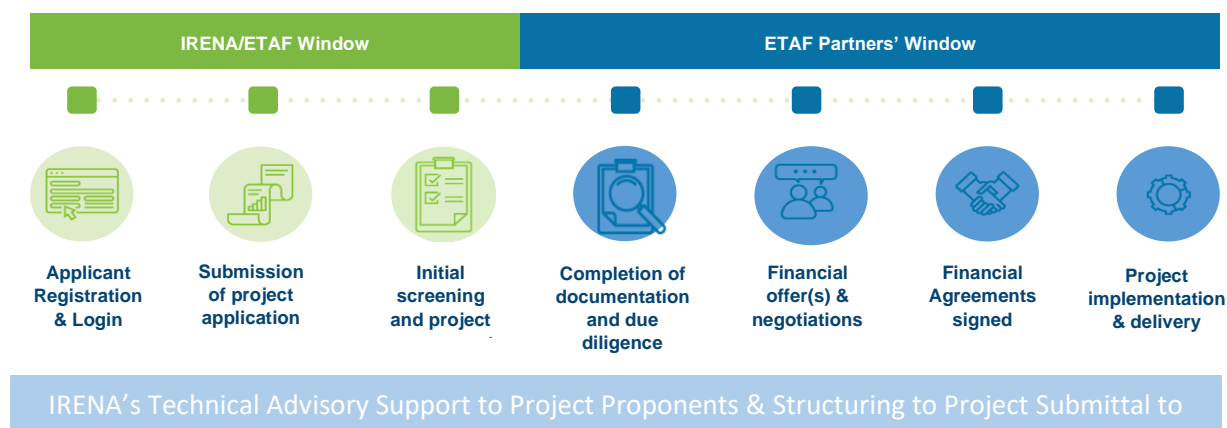 IRENA/ETAF Window
ETAF Partners’ Window
Applicant
Registration
& Login
Submission
of project
application
Initial
screening
and project
Completion of
documentation
and due
diligence
Financial
offer(s) &
negotiations
Financial
Agreements
signed
Project
implementation
& delivery
IRENA’s Technical Advisory Support to Project Proponents & Structuring to Project Submittal to